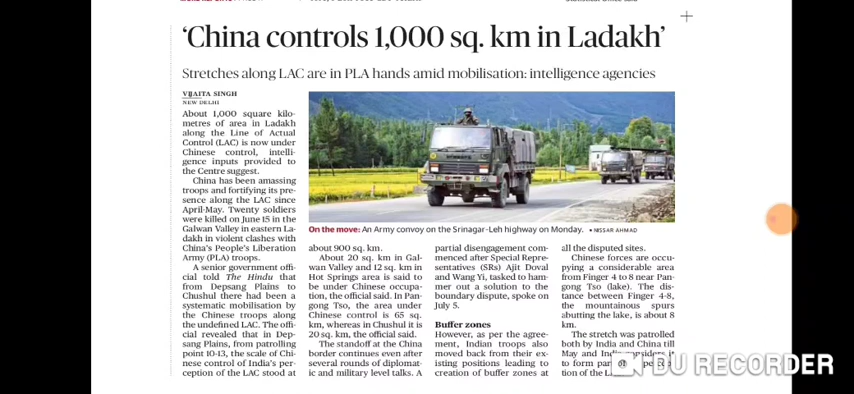 'China controls 1,000 sq. km in Ladakh'
Stretches along LAC are in PLA hands amid mobilisation: intelligence agencies
VIJAITA SINGH
NEW DELHI
About 1,000 square kilo-
metres of area in Ladakh
along the Line of Actual
Control (LAC) is now under
Chinese control, intelli-
gence inputs provided to
the Centre suggest.
China has been amassing
troops and fortifying its pre-
sence along the LAC since
April-May. Twenty soldiers
were killed on June 15 in the
Galwan Valley in eastern La-
dakh in violent clashes with
China's People's Liberation
Army (PLA) troops.
A senior government offi-
cial told The Hindu that
from Depsang Plains to
Chushul there had been a
systematic mobilisation by
the Chinese troops along
the undefined LAC. The offi-
cial revealed that in Dep-
sang Plains, from patrolling
point 10-13, the scale of Chi-
nese control of India's per-
ception of the LAC stood at
On the move: An Army convoy on the Srinagar-Leh highway on Monday. • NISSAR AHMAD
about 900 sq. km.
About 20 sq. km in Gal-
wan Valley and 12 sq. km in
Hot Springs area is said to
be under Chinese occupa-
tion, the official said. In Pan-
gong Tso, the area under
Chinese control is 65 sq.
km, whereas in Chushul it is
20 sq. km, the official said.
The standoff at the China
border continues even after
several rounds of diplomat-
ic and military level talks. A
partial disengagement com-
menced after Special Repre-
sentatives (SRs) Ajit Doval
and Wang Yi, tasked to ham-
mer out a solution to the
boundary dispute, spoke on
July 5.
Buffer zones
However, as per the agree-
ment, Indian troops also
moved back from their ex-
isting positions leading to
creation of buffer zones at
all the disputed sites.
Chinese forces are occu-
pying a considerable area
from Finger 4 to 8 near Pan-
gong Tso (lake). The dis-
tance between Finger 4-8,
the mountainous spurs
abutting the lake, is about 8
km.
The stretch was patrolled
both by India and China till
May and India considers it
to form part of
tion of the
DU RECORDER